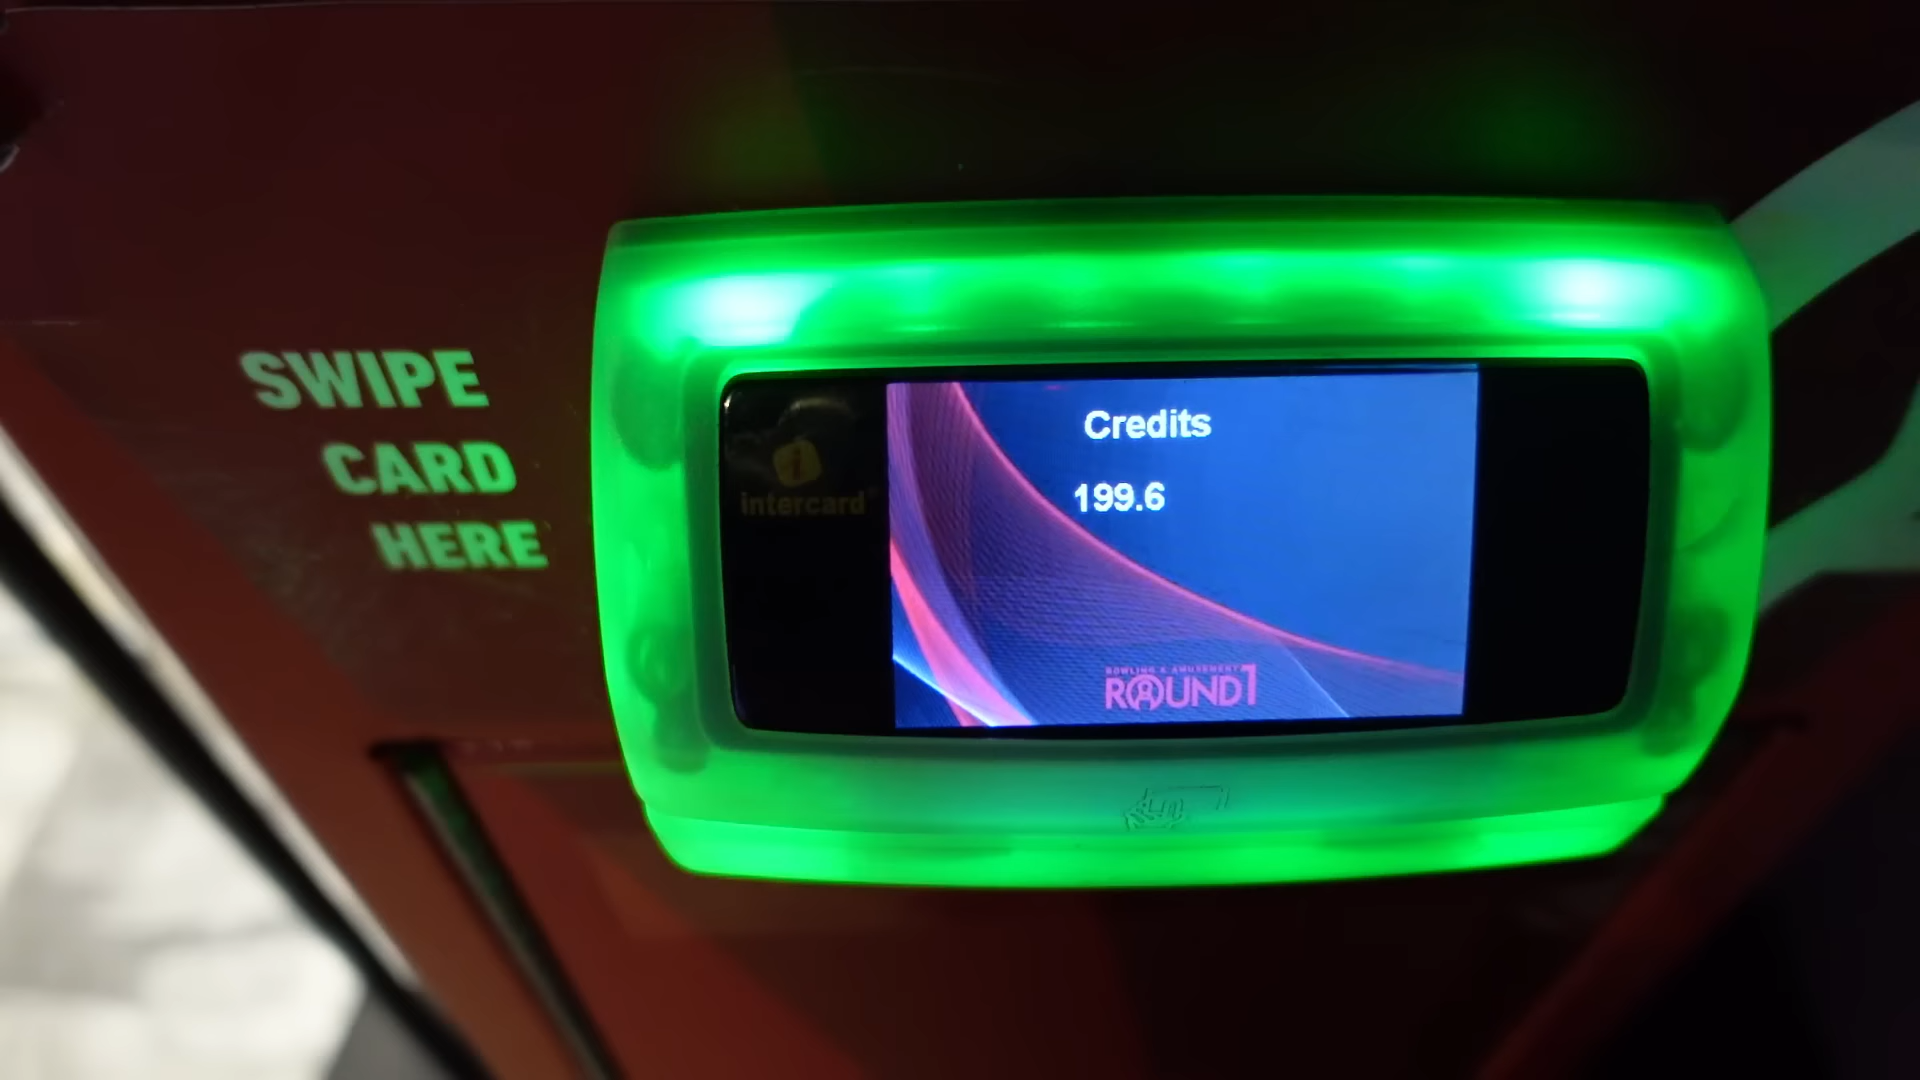 SWIPE
CARD
HERE
intercard
Credits
199.6
BOWLING & AMUSEMENT
ROUND1